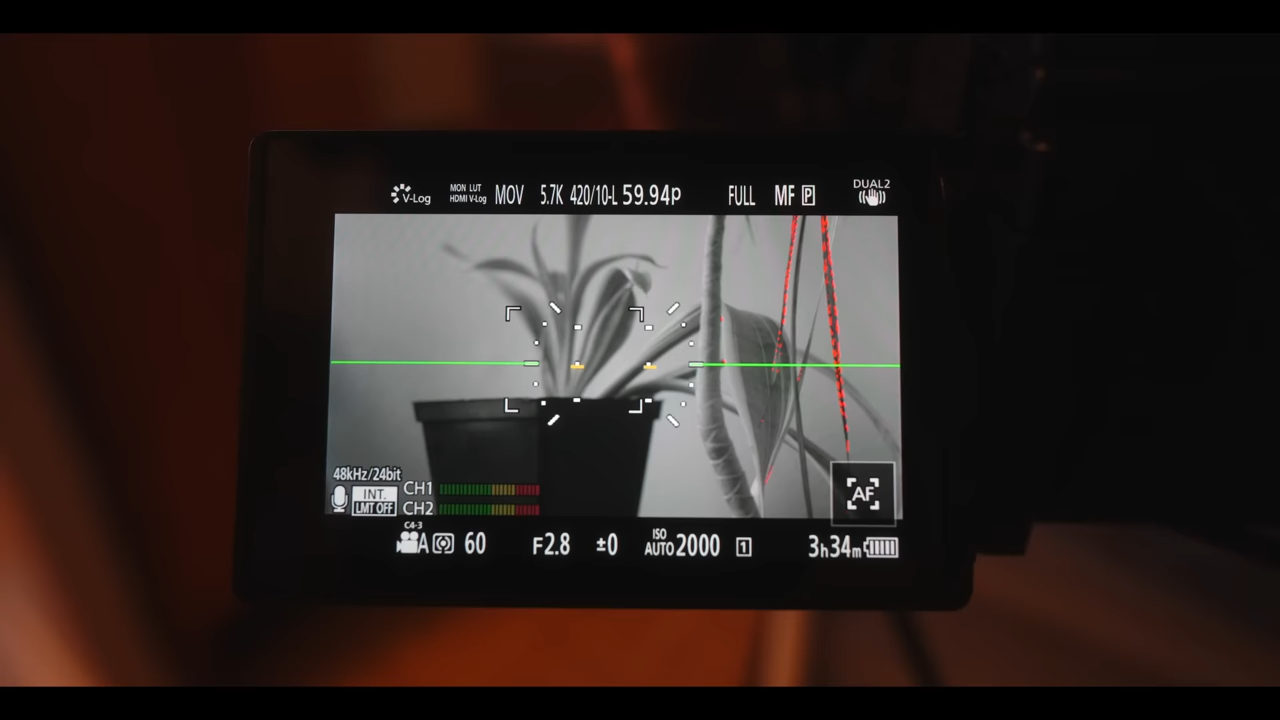 V-Log MON LUT HDMI V-Log MOV 5.7K 420/10-L 59.94p FULL MF P DUAL2
48kHz/24bit
INT. CH1
LMT OFF CH2
AF
C4-3 A 60 F2.8 ±0 ISO AUTO 2000 1 3h34m